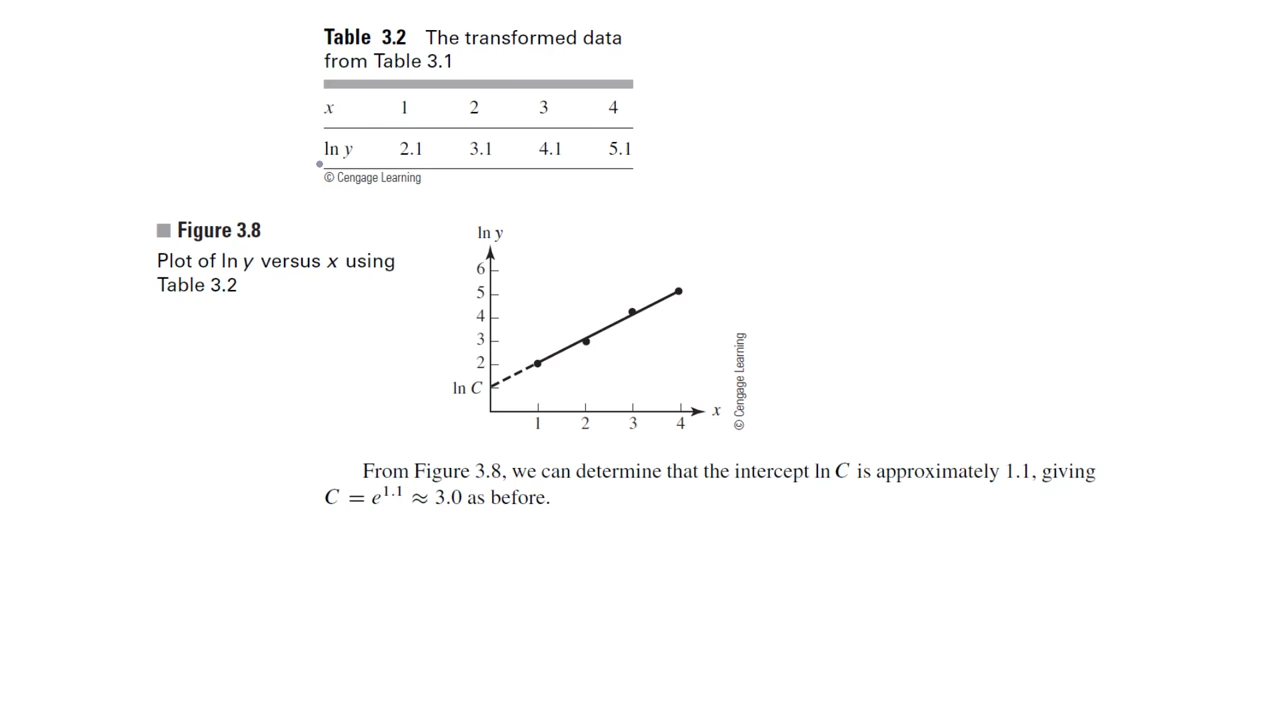 Table 3.2 The transformed data
from Table 3.1
x 1 2 3 4
ln y 2.1 3.1 4.1 5.1
© Cengage Learning
Figure 3.8
Plot of ln y versus x using
Table 3.2
ln y
6
5
4
3
2
ln C
1 2 3 4 x
© Cengage Learning
From Figure 3.8, we can determine that the intercept ln C is approximately 1.1, giving
C = e^1.1 ≈ 3.0 as before.